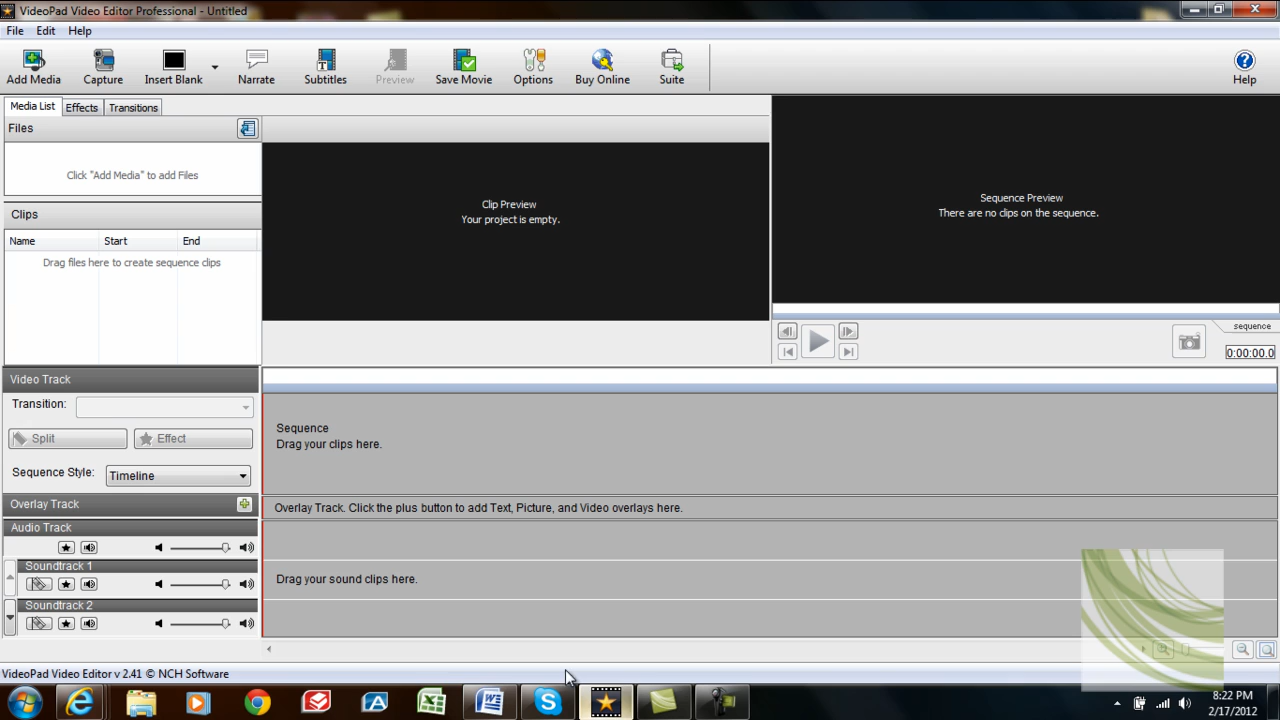 VideoPad Video Editor Professional - Untitled
File Edit Help
Add Media Capture Insert Blank Narrate Subtitles Preview Save Movie Options Buy Online Suite Help
Media List Effects Transitions
Files
Click "Add Media" to add Files
Clips
Name Start End
Drag files here to create sequence clips
Clip Preview
Your project is empty.
Sequence Preview
There are no clips on the sequence.
sequence
0:00:00.0
Video Track
Transition:
Split Effect
Sequence Style: Timeline
Sequence
Drag your clips here.
Overlay Track
Overlay Track. Click the plus button to add Text, Picture, and Video overlays here.
Audio Track
Soundtrack 1
Drag your sound clips here.
Soundtrack 2
VideoPad Video Editor v 2.41 © NCH Software
8:22 PM
2/17/2012